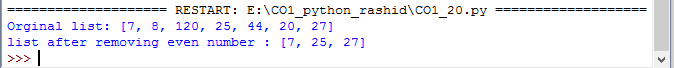 ==================== RESTART: E:\CO1_python_rashid\CO1_20.py ===================
Orginal list: [7, 8, 120, 25, 44, 20, 27]
list after removing even number : [7, 25, 27]
>>>